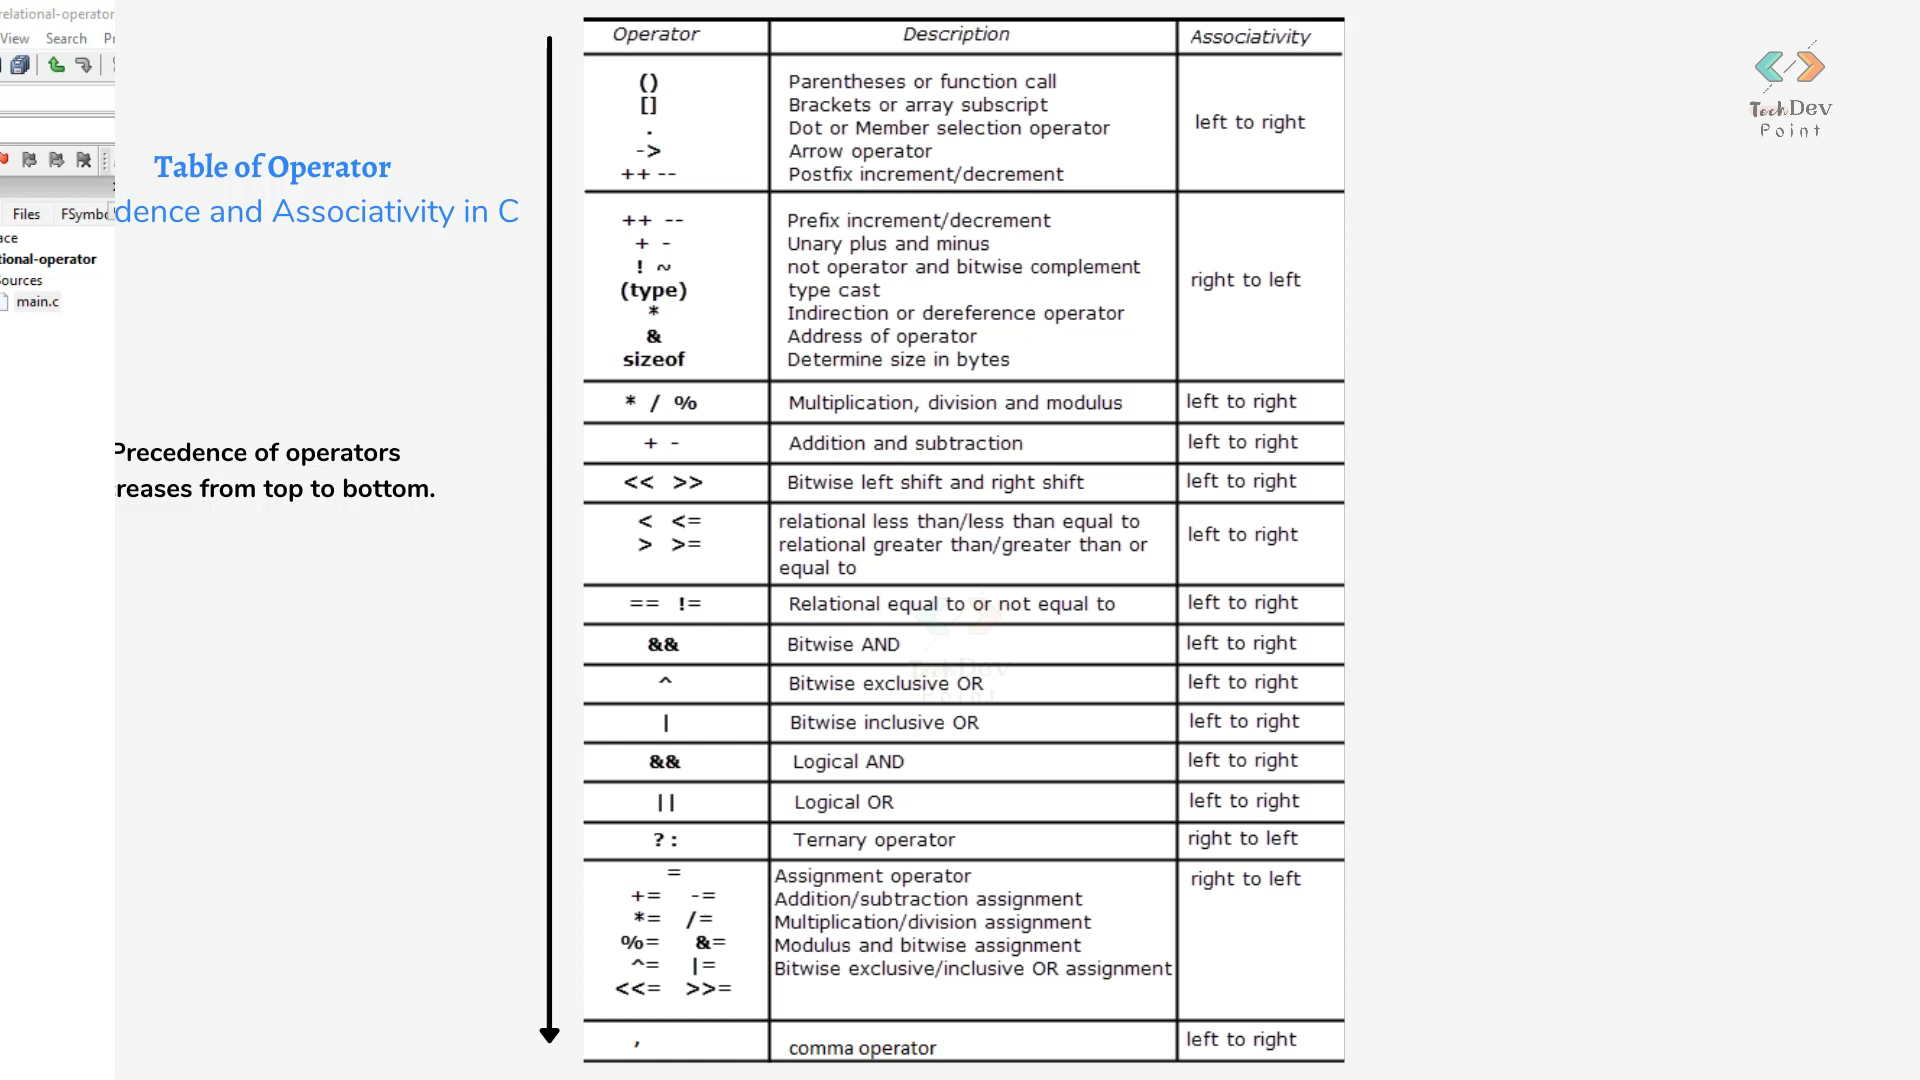 relational-operator
View Search Pr
Files FSymbo
ace
tional-operator
Sources
main.c
Table of Operator
dence and Associativity in C
Precedence of operators
creases from top to bottom.
Operator Description Associativity
() Parentheses or function call
[] Brackets or array subscript
. Dot or Member selection operator
left to right
-> Arrow operator
++ -- Postfix increment/decrement
++ -- Prefix increment/decrement
+ - Unary plus and minus
! ~ not operator and bitwise complement
(type) type cast
right to left
* Indirection or dereference operator
& Address of operator
sizeof Determine size in bytes
* / % Multiplication, division and modulus left to right
+ - Addition and subtraction left to right
<< >> Bitwise left shift and right shift left to right
< <= relational less than/less than equal to
> >= relational greater than/greater than or
equal to
left to right
== != Relational equal to or not equal to left to right
&& Bitwise AND left to right
^ Bitwise exclusive OR left to right
| Bitwise inclusive OR left to right
&& Logical AND left to right
|| Logical OR left to right
? : Ternary operator right to left
= Assignment operator right to left
+= -= Addition/subtraction assignment
*= /= Multiplication/division assignment
%= &= Modulus and bitwise assignment
^= |= Bitwise exclusive/inclusive OR assignment
<<= >>=
, comma operator left to right
TechDev
Point
TechDev
Point